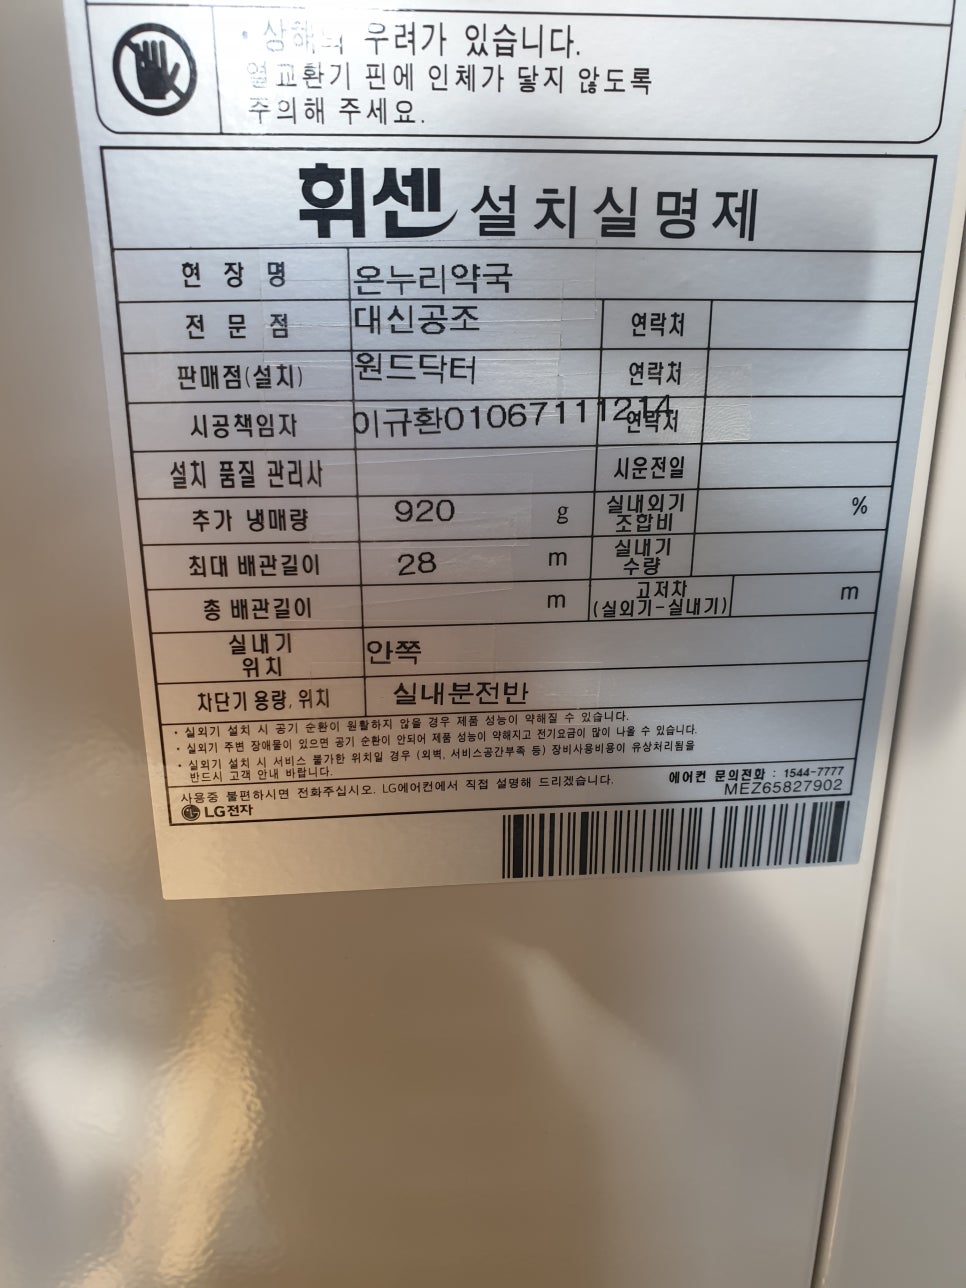 • 상해의 우려가 있습니다.
열교환기 핀에 인체가 닿지 않도록
주의해 주세요.
휘센 설치실명제
현 장 명 온누리약국
전 문 점 대신공조 연락처
판매점(설치) 원드닥터 연락처
시공책임자 이규환01067111214 연락처
설치 품질 관리사 시운전일
추가 냉매량 920 g 실내외기 조합비 %
최대 배관길이 28 m 실내기 수량
총 배관길이 m 고저차 (실외기-실내기) m
실내기 위치 안쪽
차단기 용량, 위치 실내분전반
• 실외기 설치 시 공기 순환이 원활하지 않을 경우 제품 성능이 약해질 수 있습니다.
• 실외기 주변 장애물이 있으면 공기 순환이 안되어 제품 성능이 약해지고 전기요금이 많이 나올 수 있습니다.
• 실외기 설치 시 서비스 불가한 위치일 경우 (외벽, 서비스공간부족 등) 장비사용비용이 유상처리됨을
반드시 고객 안내 바랍니다.
사용중 불편하시면 전화주십시오. LG에어컨에서 직접 설명해 드리겠습니다.
에어컨 문의전화 : 1544-7777
MEZ65827902
LG전자